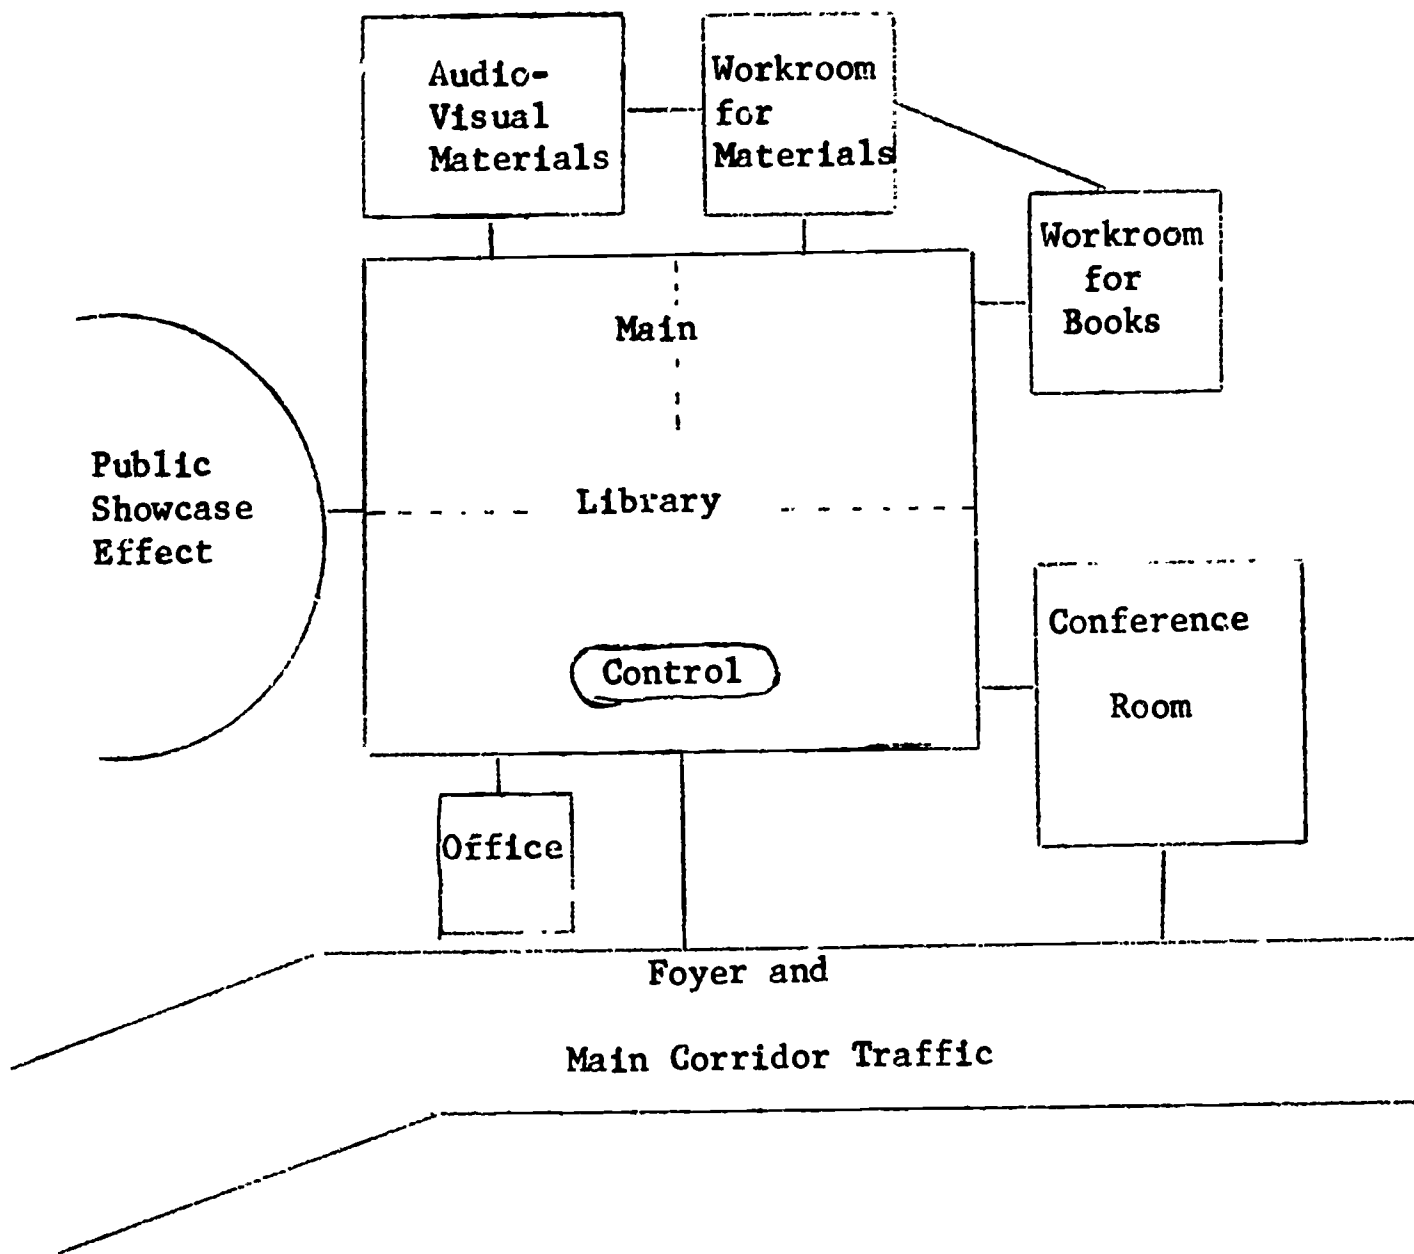 Audio-
Visual
Materials
Workroom
for
Materials
Workroom
for
Books
Main
Public
Showcase
Effect
Library
Conference
Room
Control
Office
Foyer and
Main Corridor Traffic